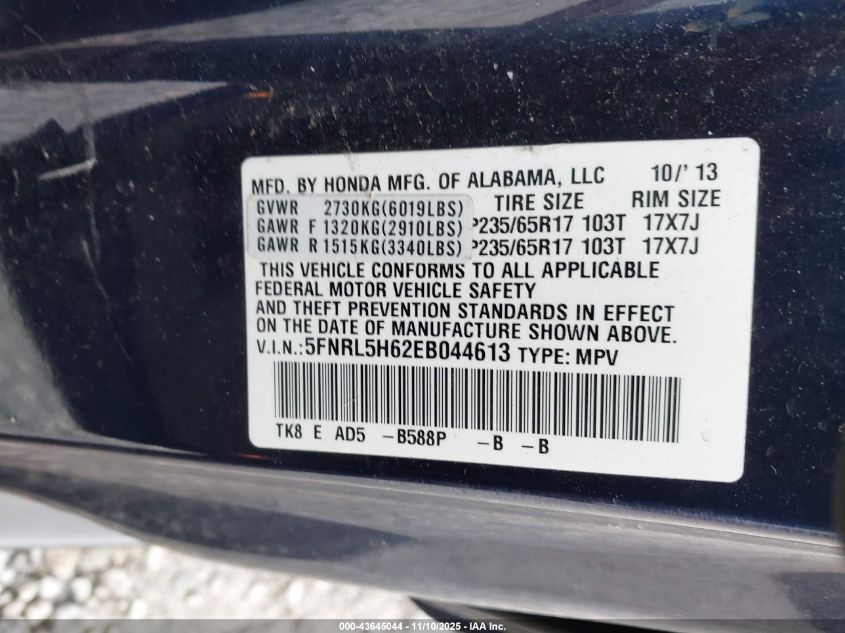 MFD. BY HONDA MFG. OF ALABAMA, LLC 10/'13
TIRE SIZE RIM SIZE
GVWR 2730KG(6019LBS)
GAWR F 1320KG(2910LBS) P235/65R17 103T 17X7J
GAWR R 1515KG(3340LBS) P235/65R17 103T 17X7J
THIS VEHICLE CONFORMS TO ALL APPLICABLE
FEDERAL MOTOR VEHICLE SAFETY
AND THEFT PREVENTION STANDARDS IN EFFECT
ON THE DATE OF MANUFACTURE SHOWN ABOVE.
V.I.N.:5FNRL5H62EB044613 TYPE: MPV
TK8 E AD5 -B588P -B -B
000-43645044 - 11/10/2025 - IAA Inc.